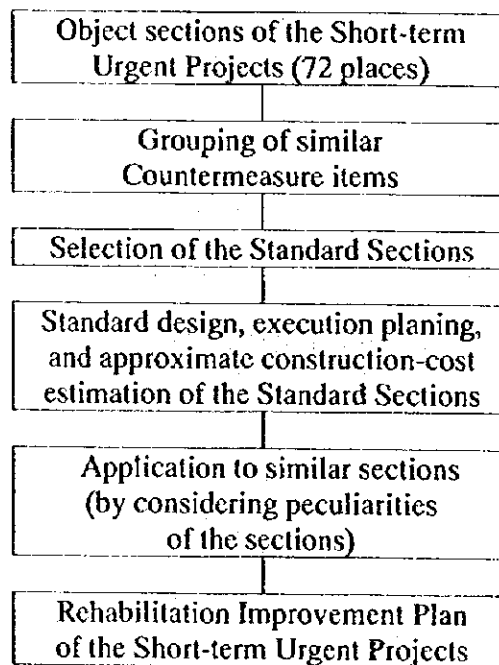 Object sections of the Short-term
Urgent Projects (72 places)
Grouping of similar
Countermeasure items
Selection of the Standard Sections
Standard design, execution planing,
and approximate construction-cost
estimation of the Standard Sections
Application to similar sections
(by considering peculiarities
of the sections)
Rehabilitation Improvement Plan
of the Short-term Urgent Projects